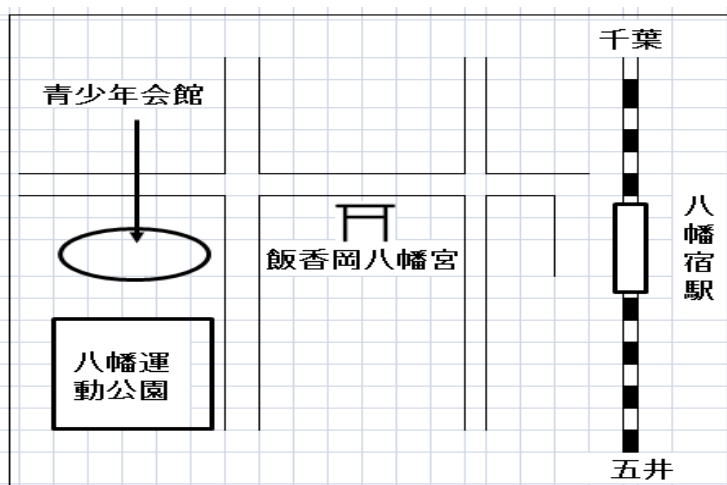 千葉
青少年会館
八幡宿駅
飯香岡八幡宮
八幡運
動公園
五井